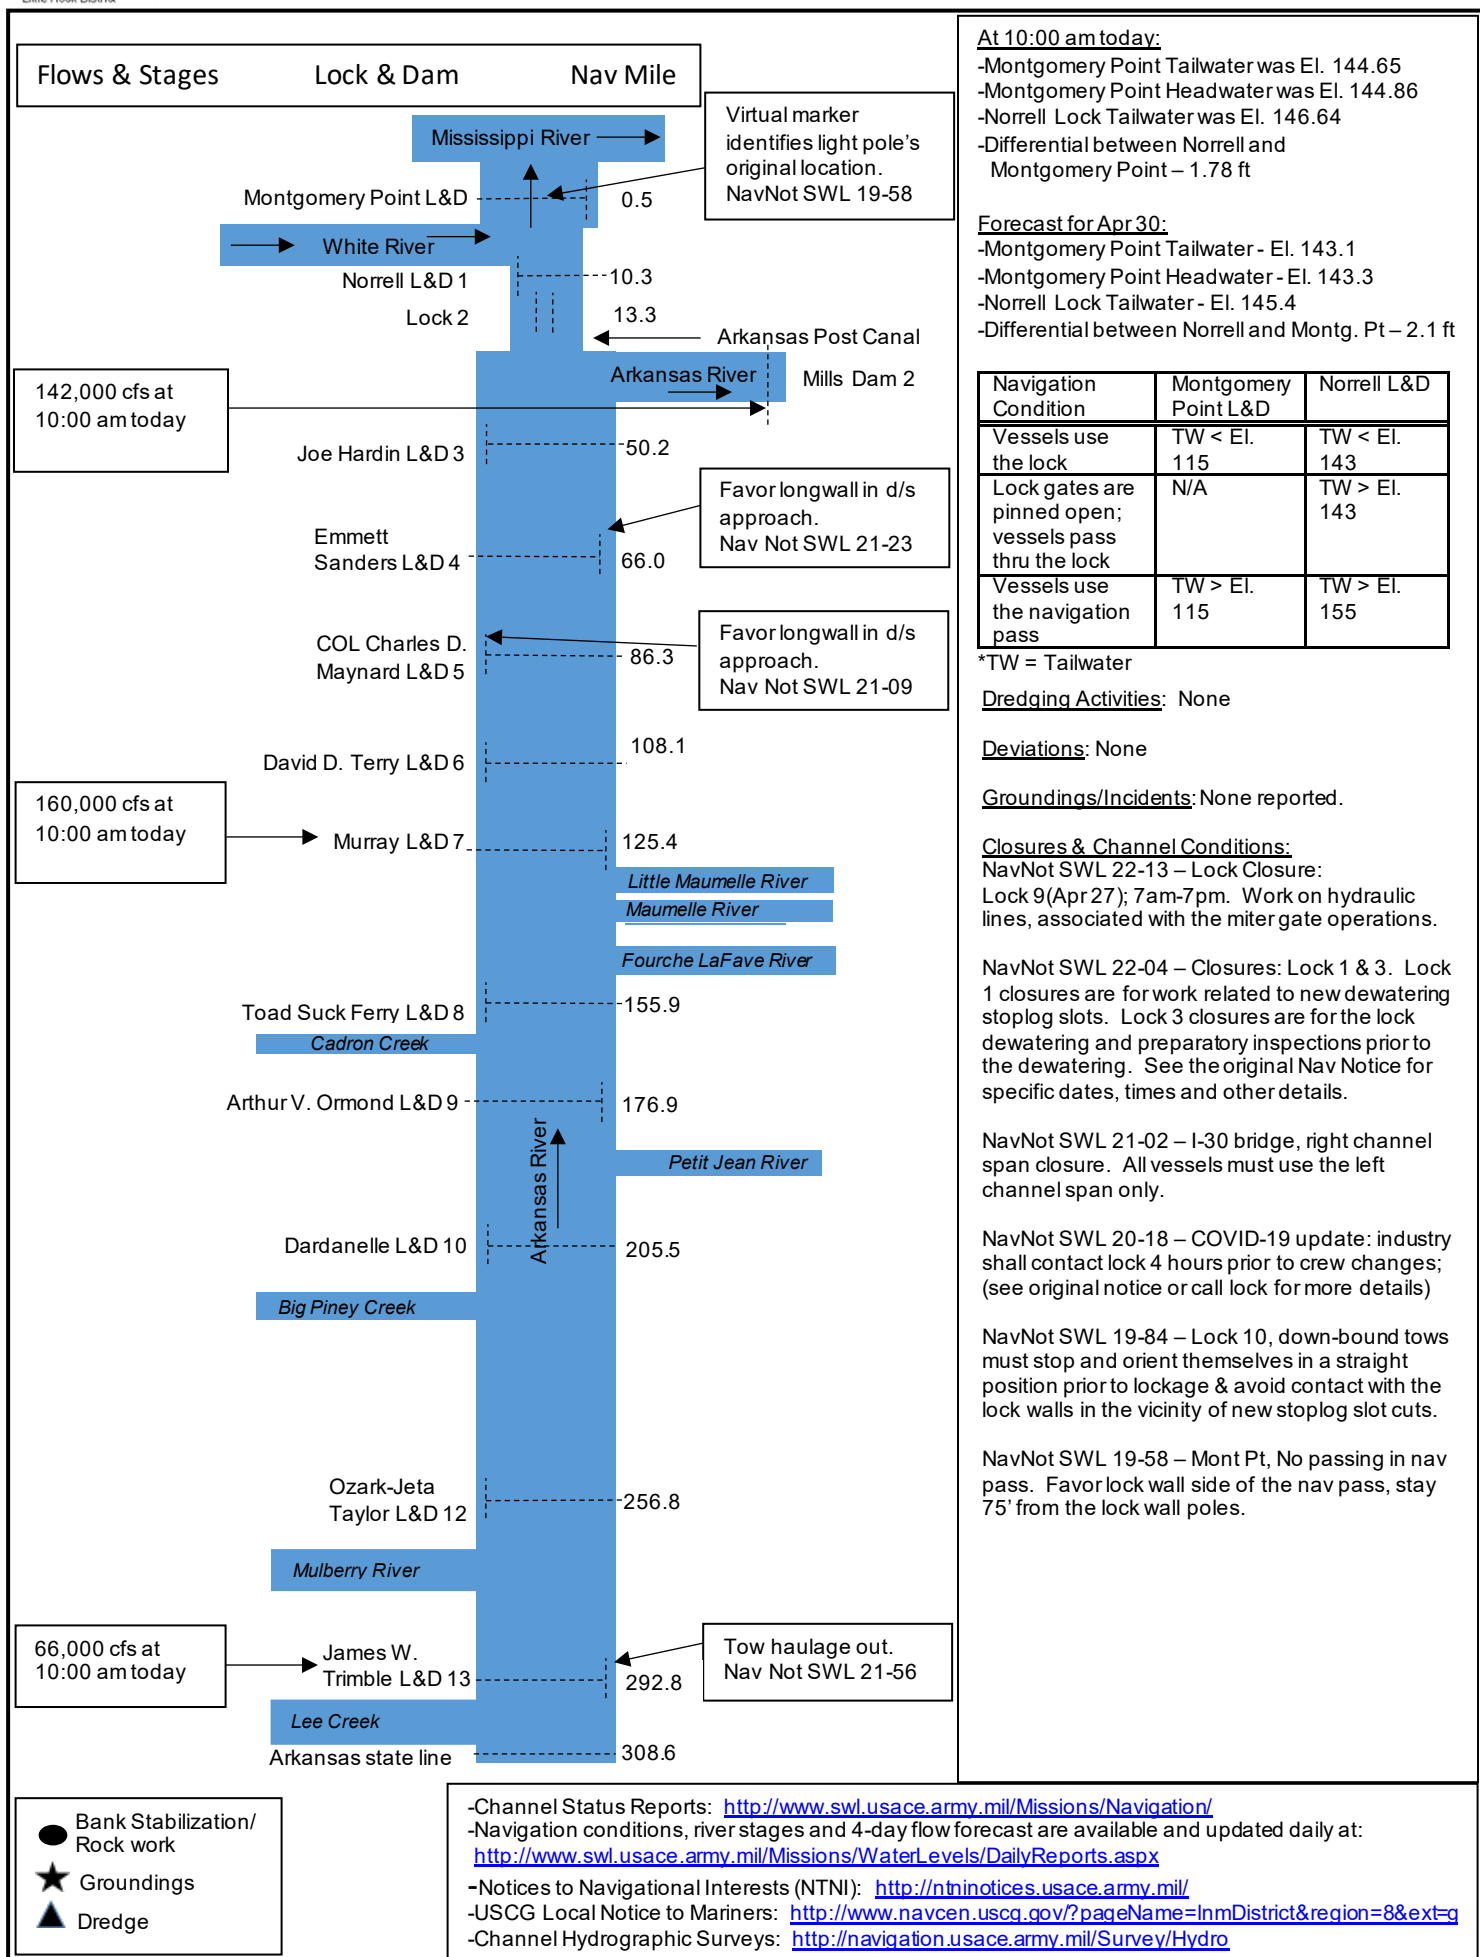 Flows & Stages Lock & Dam Nav Mile
Mississippi River
Virtual marker
identifies light pole's
original location.
NavNot SWL 19-58
Montgomery Point L&D
0.5
White River
Norrell L&D 1
10.3
Lock 2
13.3
Arkansas Post Canal
Arkansas River
Mills Dam 2
142,000 cfs at
10:00 am today
Joe Hardin L&D 3
50.2
Favor longwall in d/s
approach.
Nav Not SWL 21-23
Emmett
Sanders L&D 4
66.0
Favor longwall in d/s
approach.
Nav Not SWL 21-09
COL Charles D.
Maynard L&D 5
86.3
David D. Terry L&D 6
108.1
160,000 cfs at
10:00 am today
Murray L&D 7
125.4
Little Maumelle River
Maumelle River
Fourche LaFave River
Toad Suck Ferry L&D 8
155.9
Cadron Creek
Arthur V. Ormond L&D 9
176.9
Arkansas River
Petit Jean River
Dardanelle L&D 10
205.5
Big Piney Creek
Ozark-Jeta
Taylor L&D 12
256.8
Mulberry River
66,000 cfs at
10:00 am today
James W.
Trimble L&D 13
292.8
Tow haulage out.
Nav Not SWL 21-56
Lee Creek
Arkansas state line
308.6
At 10:00 am today:
-Montgomery Point Tailwater was El. 144.65
-Montgomery Point Headwater was El. 144.86
-Norrell Lock Tailwater was El. 146.64
-Differential between Norrell and
Montgomery Point – 1.78 ft
Forecast for Apr 30:
-Montgomery Point Tailwater - El. 143.1
-Montgomery Point Headwater - El. 143.3
-Norrell Lock Tailwater - El. 145.4
-Differential between Norrell and Montg. Pt – 2.1 ft
Navigation Condition Montgomery Point L&D Norrell L&D
Vessels use the lock TW < El. 115 TW < El. 143
Lock gates are pinned open; vessels pass thru the lock N/A TW > El. 143
Vessels use the navigation pass TW > El. 115 TW > El. 155
*TW = Tailwater
Dredging Activities: None
Deviations: None
Groundings/Incidents: None reported.
Closures & Channel Conditions:
NavNot SWL 22-13 – Lock Closure:
Lock 9(Apr 27); 7am-7pm. Work on hydraulic
lines, associated with the miter gate operations.
NavNot SWL 22-04 – Closures: Lock 1 & 3. Lock
1 closures are for work related to new dewatering
stoplog slots. Lock 3 closures are for the lock
dewatering and preparatory inspections prior to
the dewatering. See the original Nav Notice for
specific dates, times and other details.
NavNot SWL 21-02 – I-30 bridge, right channel
span closure. All vessels must use the left
channel span only.
NavNot SWL 20-18 – COVID-19 update: industry
shall contact lock 4 hours prior to crew changes;
(see original notice or call lock for more details)
NavNot SWL 19-84 – Lock 10, down-bound tows
must stop and orient themselves in a straight
position prior to lockage & avoid contact with the
lock walls in the vicinity of new stoplog slot cuts.
NavNot SWL 19-58 – Mont Pt, No passing in nav
pass. Favor lock wall side of the nav pass, stay
75' from the lock wall poles.
Bank Stabilization/
Rock work
Groundings
Dredge
-Channel Status Reports: http://www.swl.usace.army.mil/Missions/Navigation/
-Navigation conditions, river stages and 4-day flow forecast are available and updated daily at:
http://www.swl.usace.army.mil/Missions/WaterLevels/DailyReports.aspx
-Notices to Navigational Interests (NTNI): http://ntninotices.usace.army.mil/
-USCG Local Notice to Mariners: http://www.navcen.uscg.gov/?pageName=lnmDistrict&region=8&ext=g
-Channel Hydrographic Surveys: http://navigation.usace.army.mil/Survey/Hydro